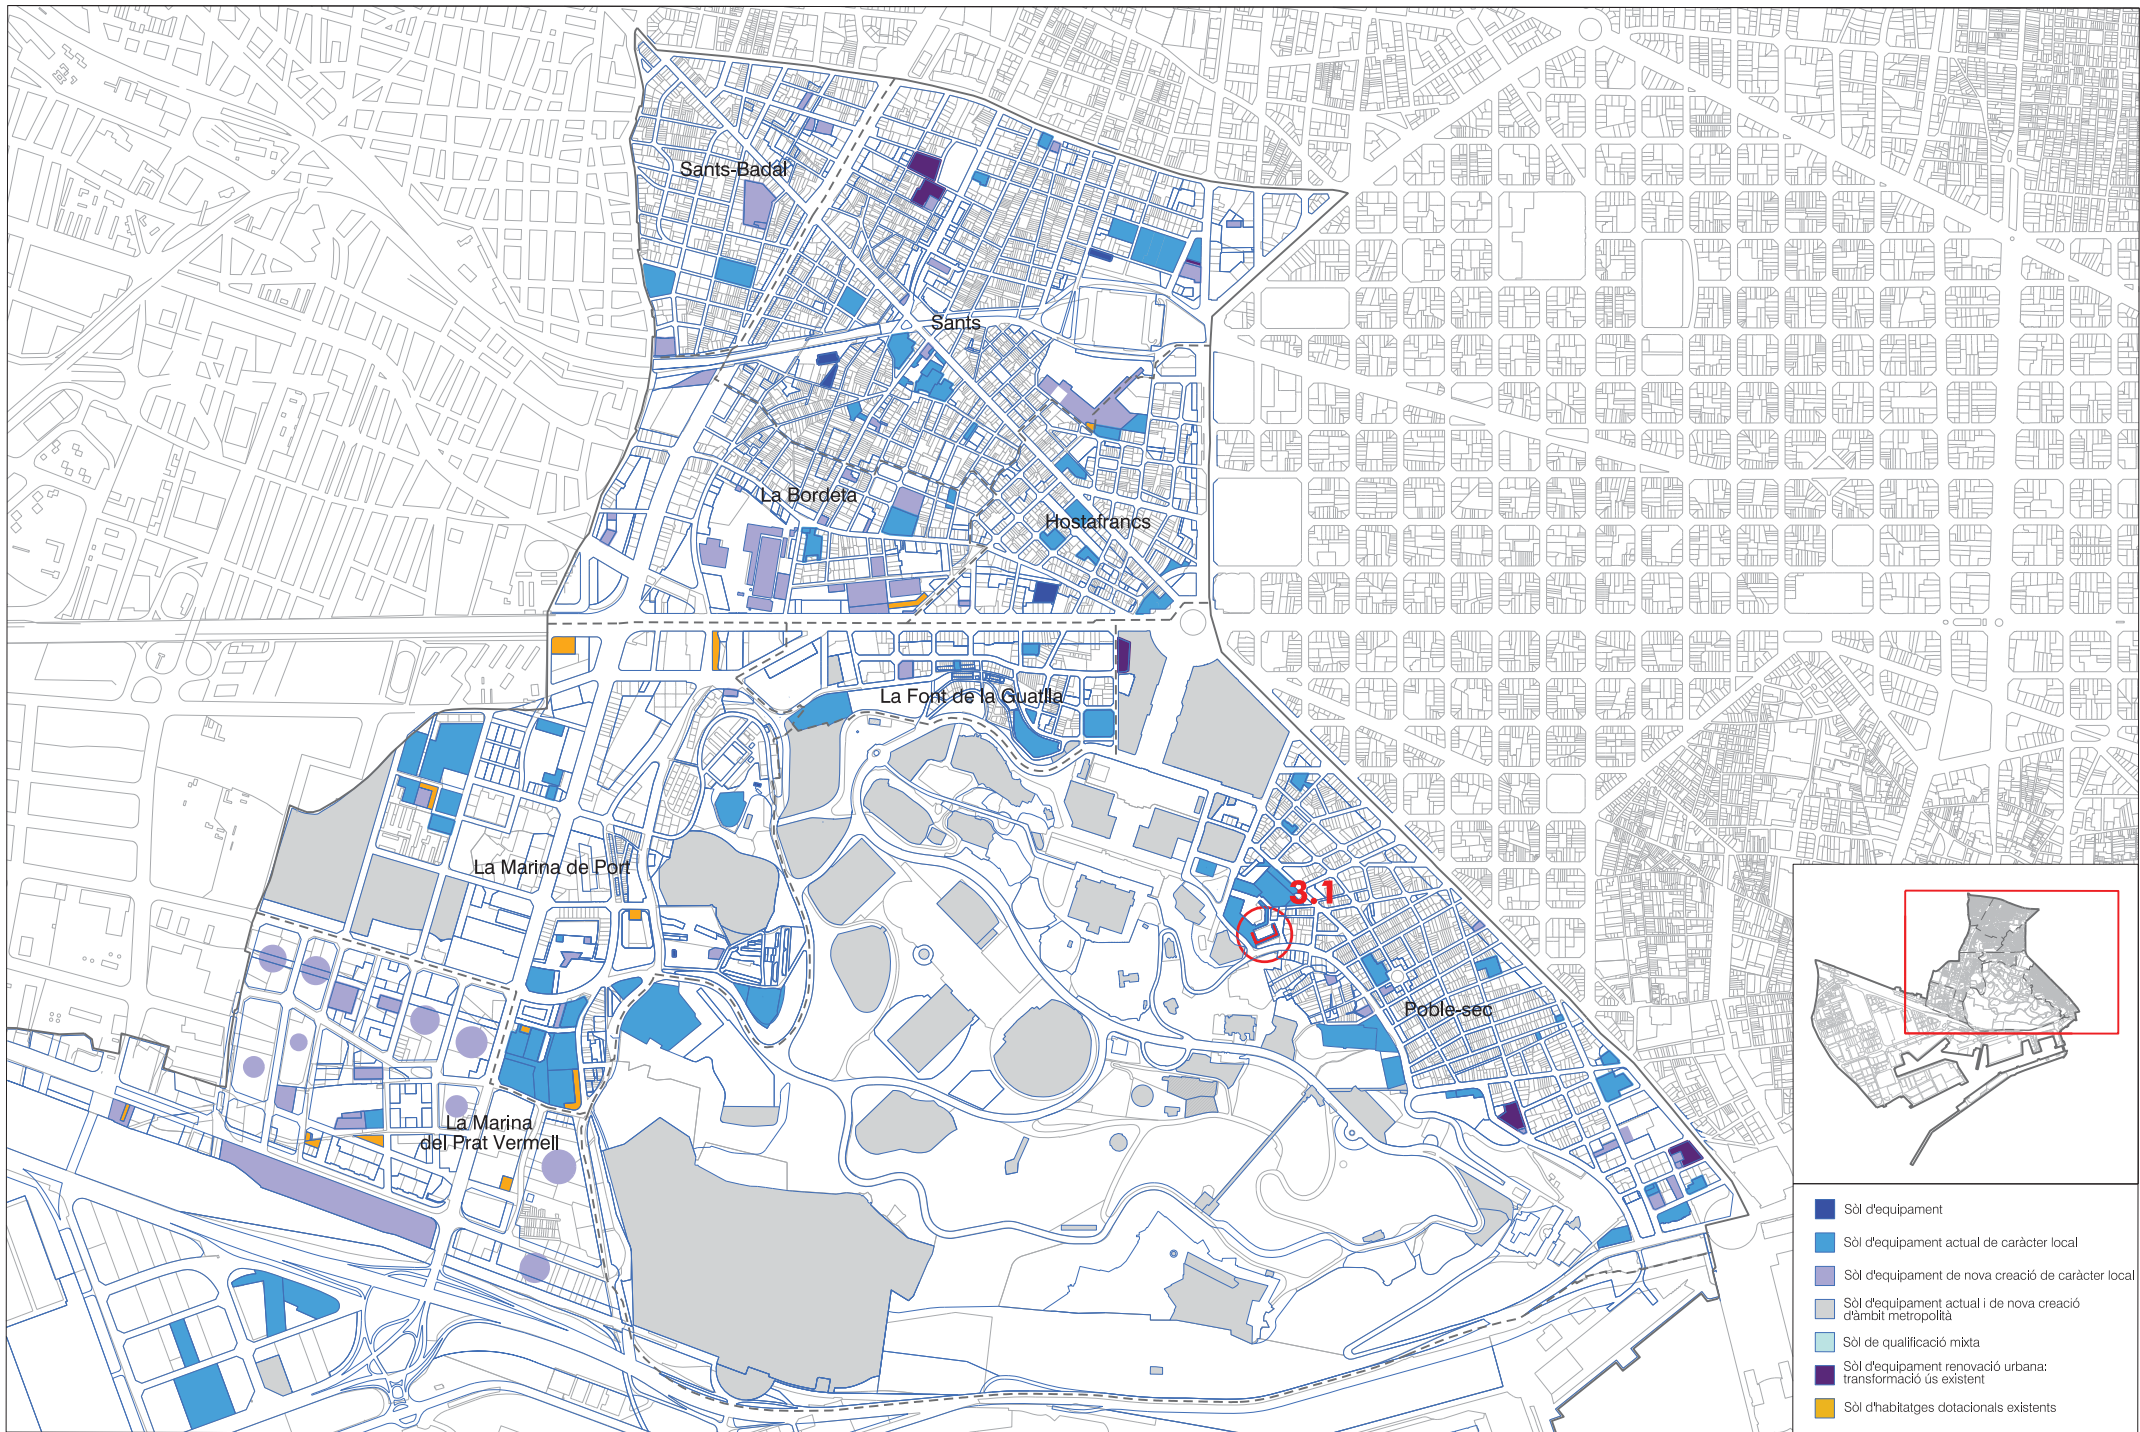 Sants-Badal
Sants
La Bordeta
Hostafrancs
La Font de la Guatlla
La Marina de Port
3.1
Poble-sec
La Marina
del Prat Vermell
Sòl d'equipament
Sòl d'equipament actual de caràcter local
Sòl d'equipament de nova creació de caràcter local
Sòl d'equipament actual i de nova creació
d'àmbit metropolità
Sòl de qualificació mixta
Sòl d'equipament renovació urbana:
transformació ús existent
Sòl d'habitatges dotacionals existents